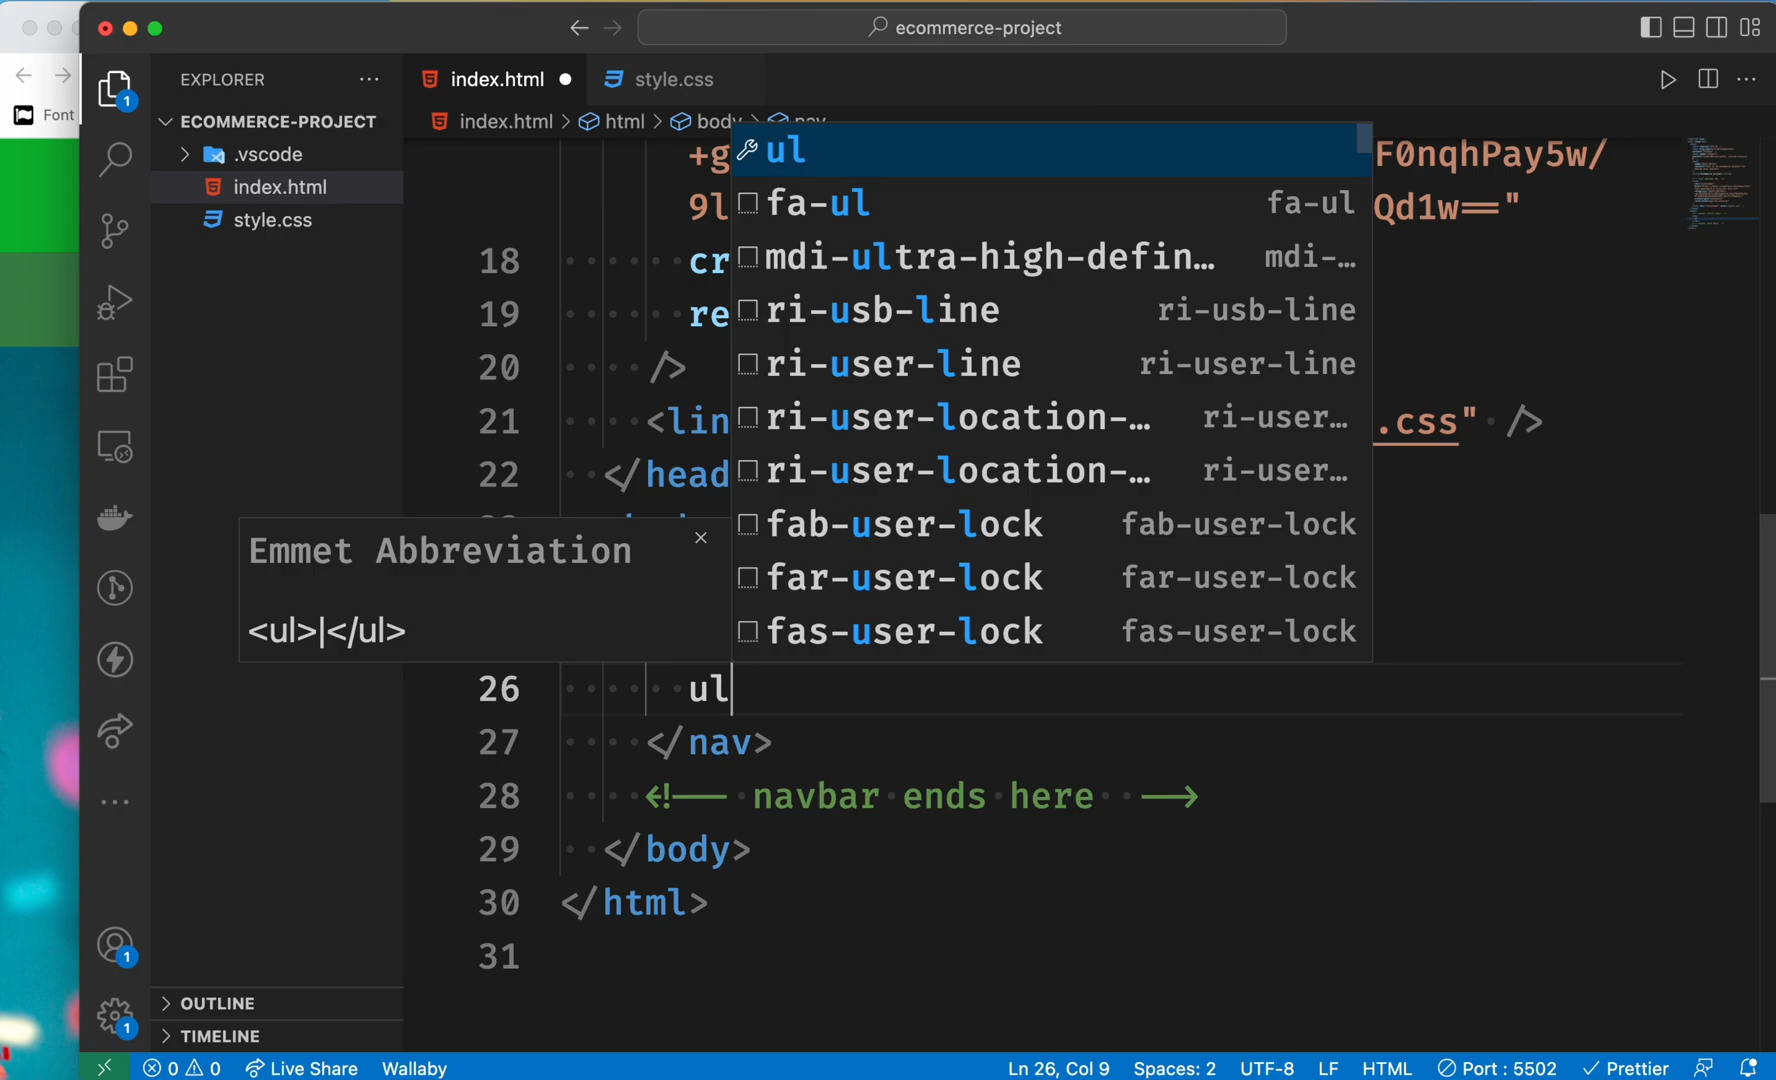 ecommerce-project
Font
1
EXPLORER
index.html
style.css
ECOMMERCE-PROJECT
.vscode
index.html
style.css
index.html > html > body > nav
+g
F0nqhPay5w/
9l
Qd1w=="
18 cr
19 re
20 />
21 <lin
.css" />
22 </head
ul
fa-ul fa-ul
mdi-ultra-high-defin… mdi-…
ri-usb-line ri-usb-line
ri-user-line ri-user-line
ri-user-location-… ri-user…
ri-user-location-… ri-user…
fab-user-lock fab-user-lock
far-user-lock far-user-lock
fas-user-lock fas-user-lock
Emmet Abbreviation
<ul>|</ul>
26 ul
27 </nav>
28 <!-- navbar ends here -->
29 </body>
30 </html>
31
1
1
OUTLINE
TIMELINE
0 0 Live Share Wallaby Ln 26, Col 9 Spaces: 2 UTF-8 LF HTML Port : 5502 Prettier